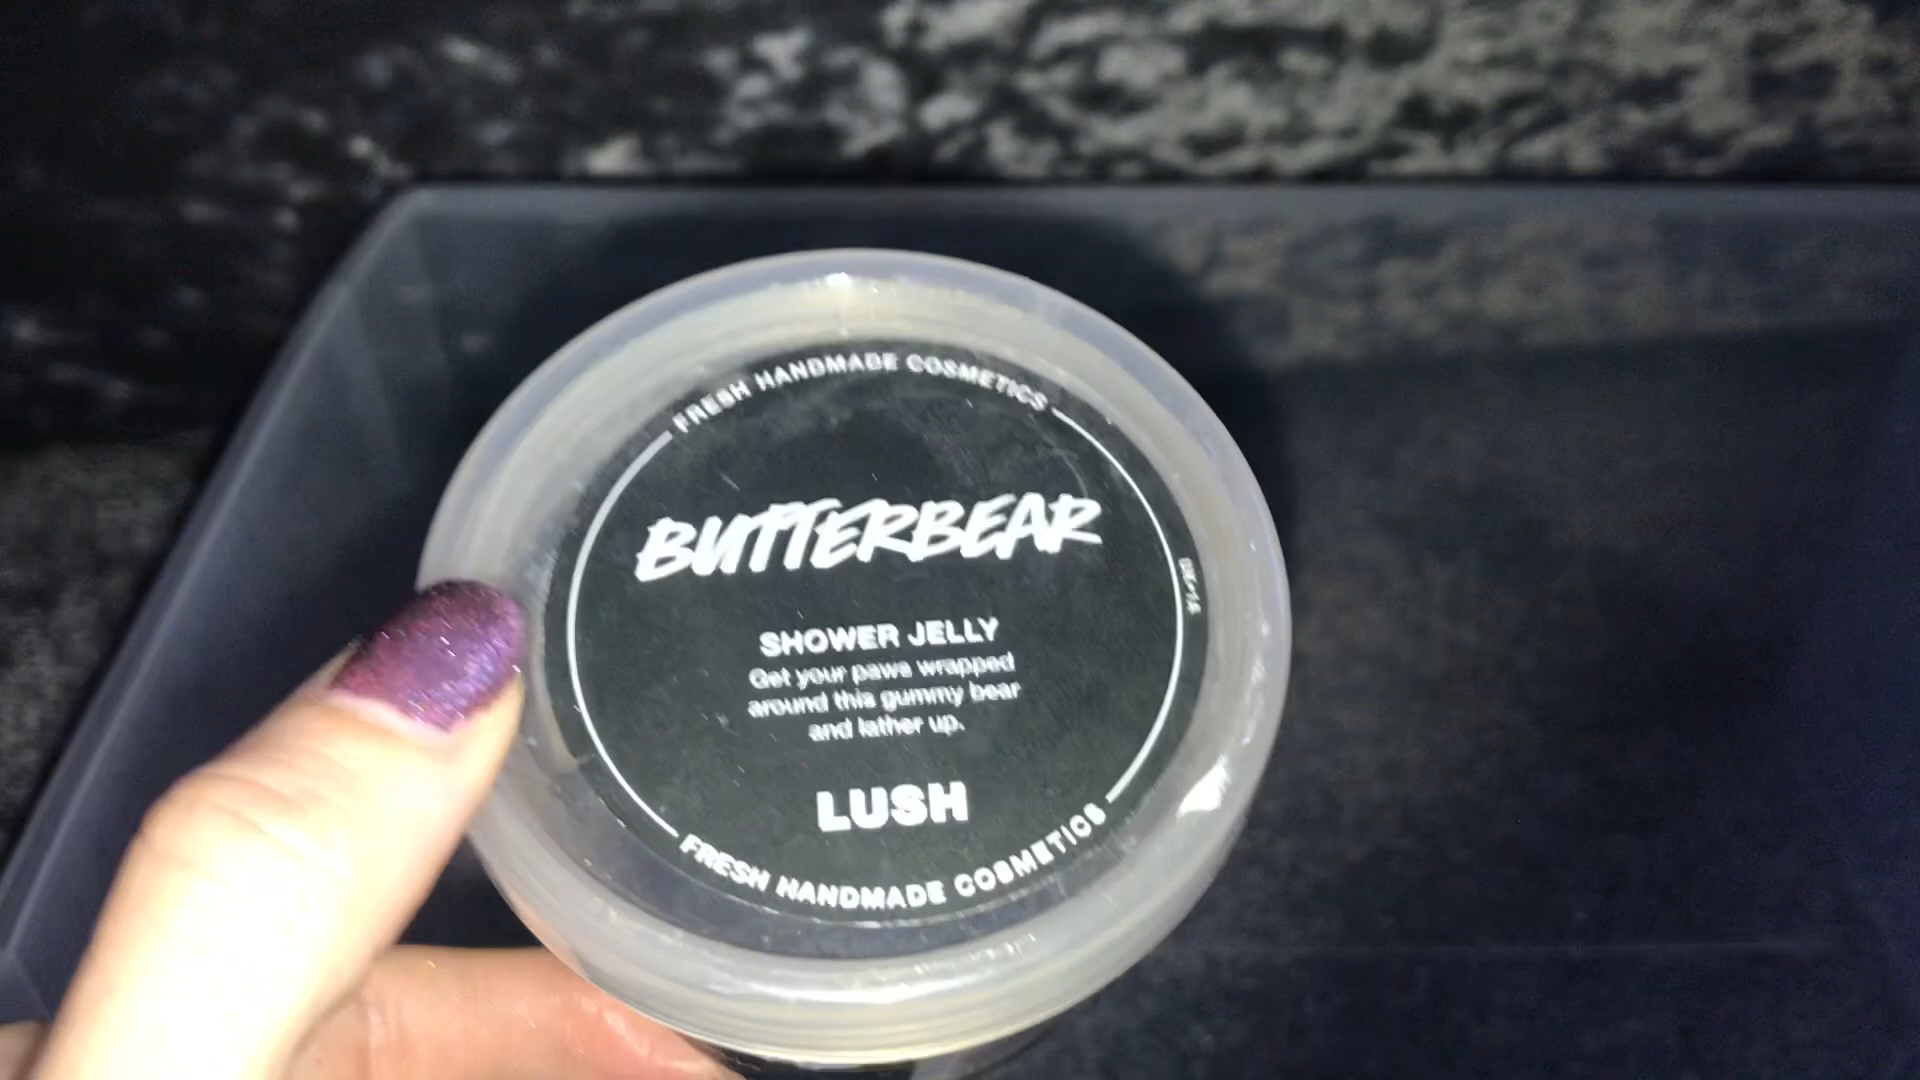 FRESH HANDMADE COSMETICS
BUTTERBEAR
SHOWER JELLY
Get your paws wrapped
around this gummy bear
and lather up.
LUSH
FRESH HANDMADE COSMETICS